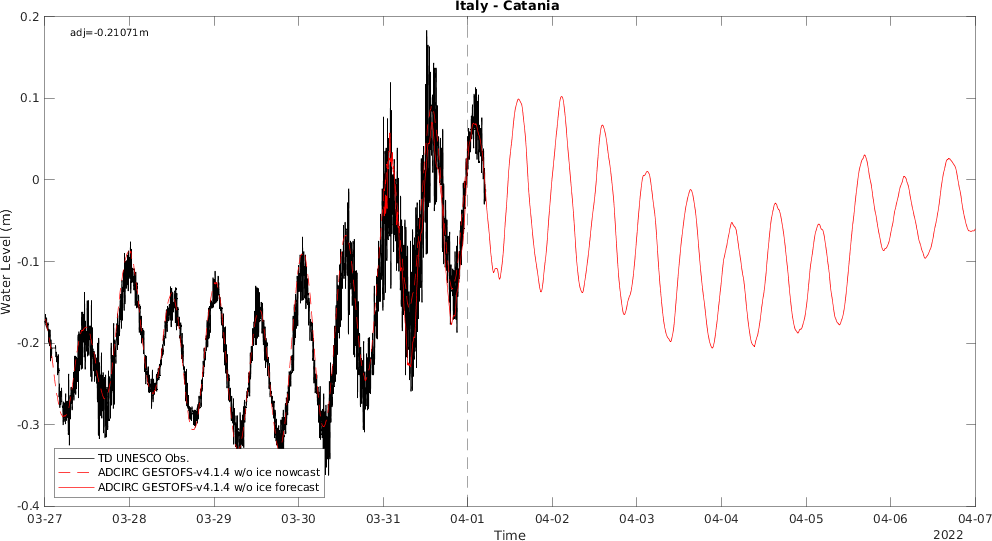 Italy - Catania
adj=-0.21071m
0.2
0.1
0
-0.1
-0.2
-0.3
-0.4
Water Level (m)
TD UNESCO Obs.
ADCIRC GESTOFS-v4.1.4 w/o ice nowcast
ADCIRC GESTOFS-v4.1.4 w/o ice forecast
03-27 03-28 03-29 03-30 03-31 04-01 04-02 04-03 04-04 04-05 04-06 04-07
Time
2022